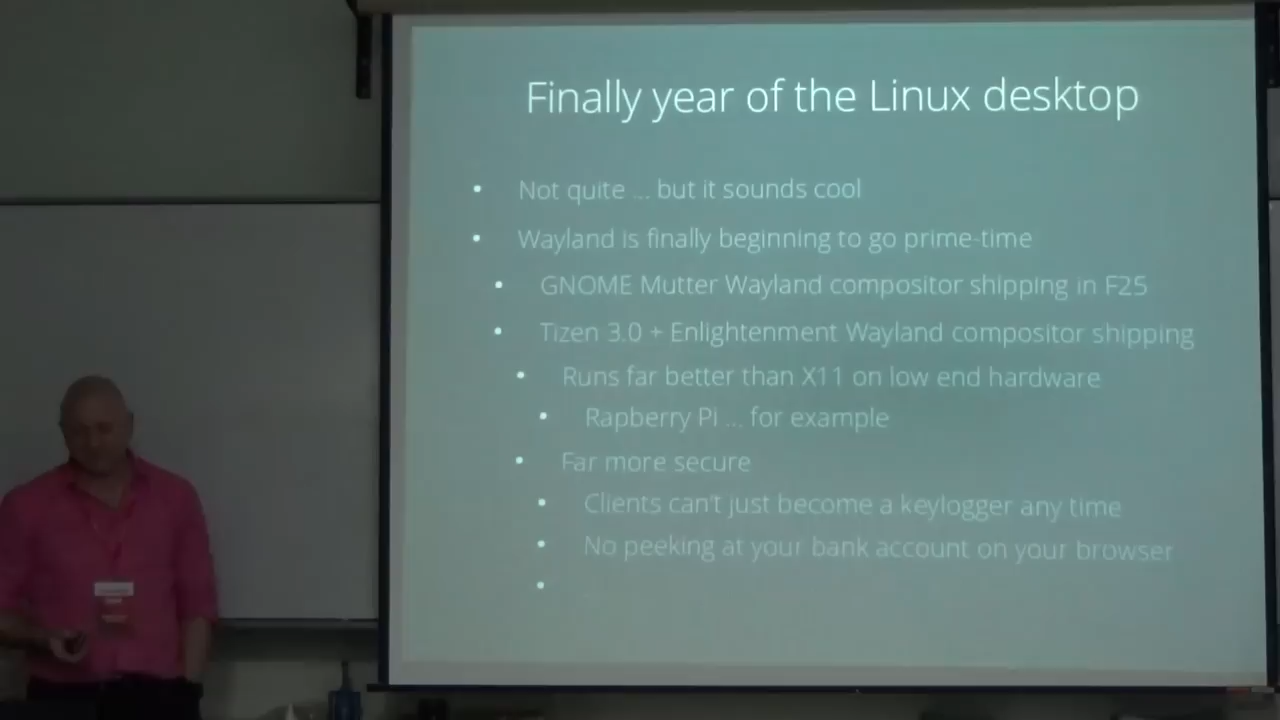 Finally year of the Linux desktop
• Not quite ... but it sounds cool
• Wayland is finally beginning to go prime-time
• GNOME Mutter Wayland compositor shipping in F25
• Tizen 3.0 + Enlightenment Wayland compositor shipping
• Runs far better than X11 on low end hardware
• Rapberry Pi ... for example
• Far more secure
• Clients can't just become a keylogger any time
• No peeking at your bank account on your browser
•